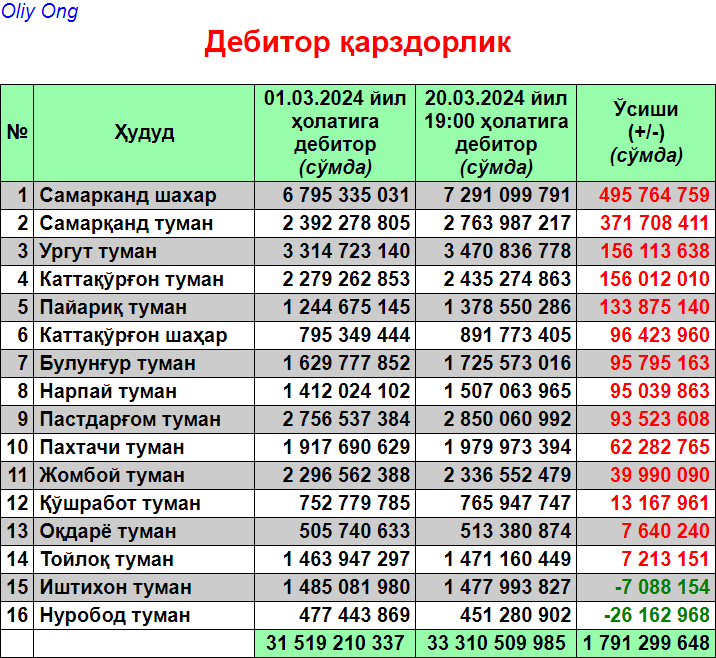 Oliy Ong
Дебитор қарздорлик
№ Ҳудуд 01.03.2024 йил ҳолатига дебитор (сўмда) 20.03.2024 йил 19:00 ҳолатига дебитор (сўмда) Ўсиши (+/-) (сўмда)
1 Самарканд шахар 6 795 335 031 7 291 099 791 495 764 759
2 Самарқанд туман 2 392 278 805 2 763 987 217 371 708 411
3 Ургут туман 3 314 723 140 3 470 836 778 156 113 638
4 Каттақўрғон туман 2 279 262 853 2 435 274 863 156 012 010
5 Пайариқ туман 1 244 675 145 1 378 550 286 133 875 140
6 Каттақўрғон шаҳар 795 349 444 891 773 405 96 423 960
7 Булунғур туман 1 629 777 852 1 725 573 016 95 795 163
8 Нарпай туман 1 412 024 102 1 507 063 965 95 039 863
9 Пастдарғом туман 2 756 537 384 2 850 060 992 93 523 608
10 Пахтачи туман 1 917 690 629 1 979 973 394 62 282 765
11 Жомбой туман 2 296 562 388 2 336 552 479 39 990 090
12 Қўшработ туман 752 779 785 765 947 747 13 167 961
13 Оқдарё туман 505 740 633 513 380 874 7 640 240
14 Тойлоқ туман 1 463 947 297 1 471 160 449 7 213 151
15 Иштихон туман 1 485 081 980 1 477 993 827 -7 088 154
16 Нуробод туман 477 443 869 451 280 902 -26 162 968
31 519 210 337 33 310 509 985 1 791 299 648